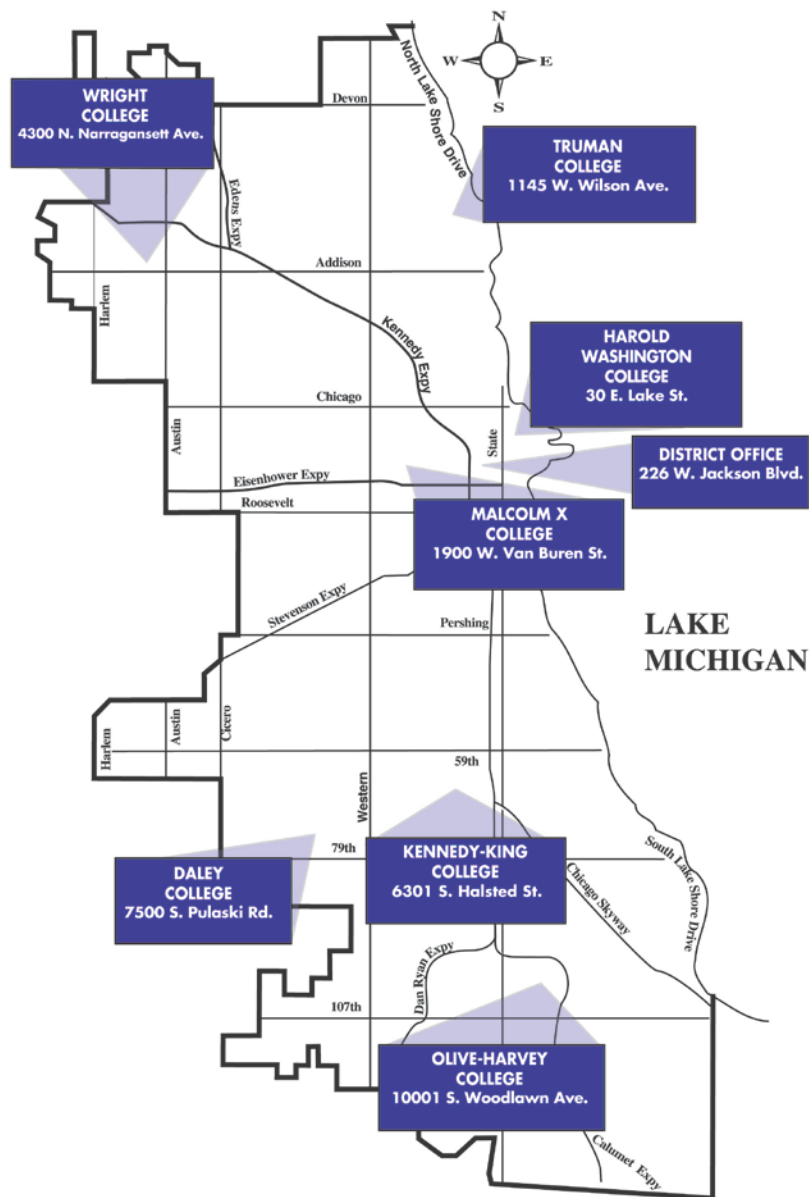 N
W
E
S
North Lake Shore Drive
WRIGHT
COLLEGE
4300 N. Narragansett Ave.
Devon
TRUMAN
COLLEGE
1145 W. Wilson Ave.
Edens Expy
Addison
Harlem
Kennedy Expy
HAROLD
WASHINGTON
COLLEGE
30 E. Lake St.
Chicago
Austin
State
DISTRICT OFFICE
226 W. Jackson Blvd.
Eisenhower Expy
Roosevelt
MALCOLM X
COLLEGE
1900 W. Van Buren St.
Stevenson Expy
Pershing
LAKE
MICHIGAN
Harlem
Austin
Cicero
59th
Western
79th
KENNEDY-KING
COLLEGE
6301 S. Halsted St.
Chicago Skyway
South Lake Shore Drive
DALEY
COLLEGE
7500 S. Pulaski Rd.
Dan Ryan Expy
107th
OLIVE-HARVEY
COLLEGE
10001 S. Woodlawn Ave.
Calumet Expy